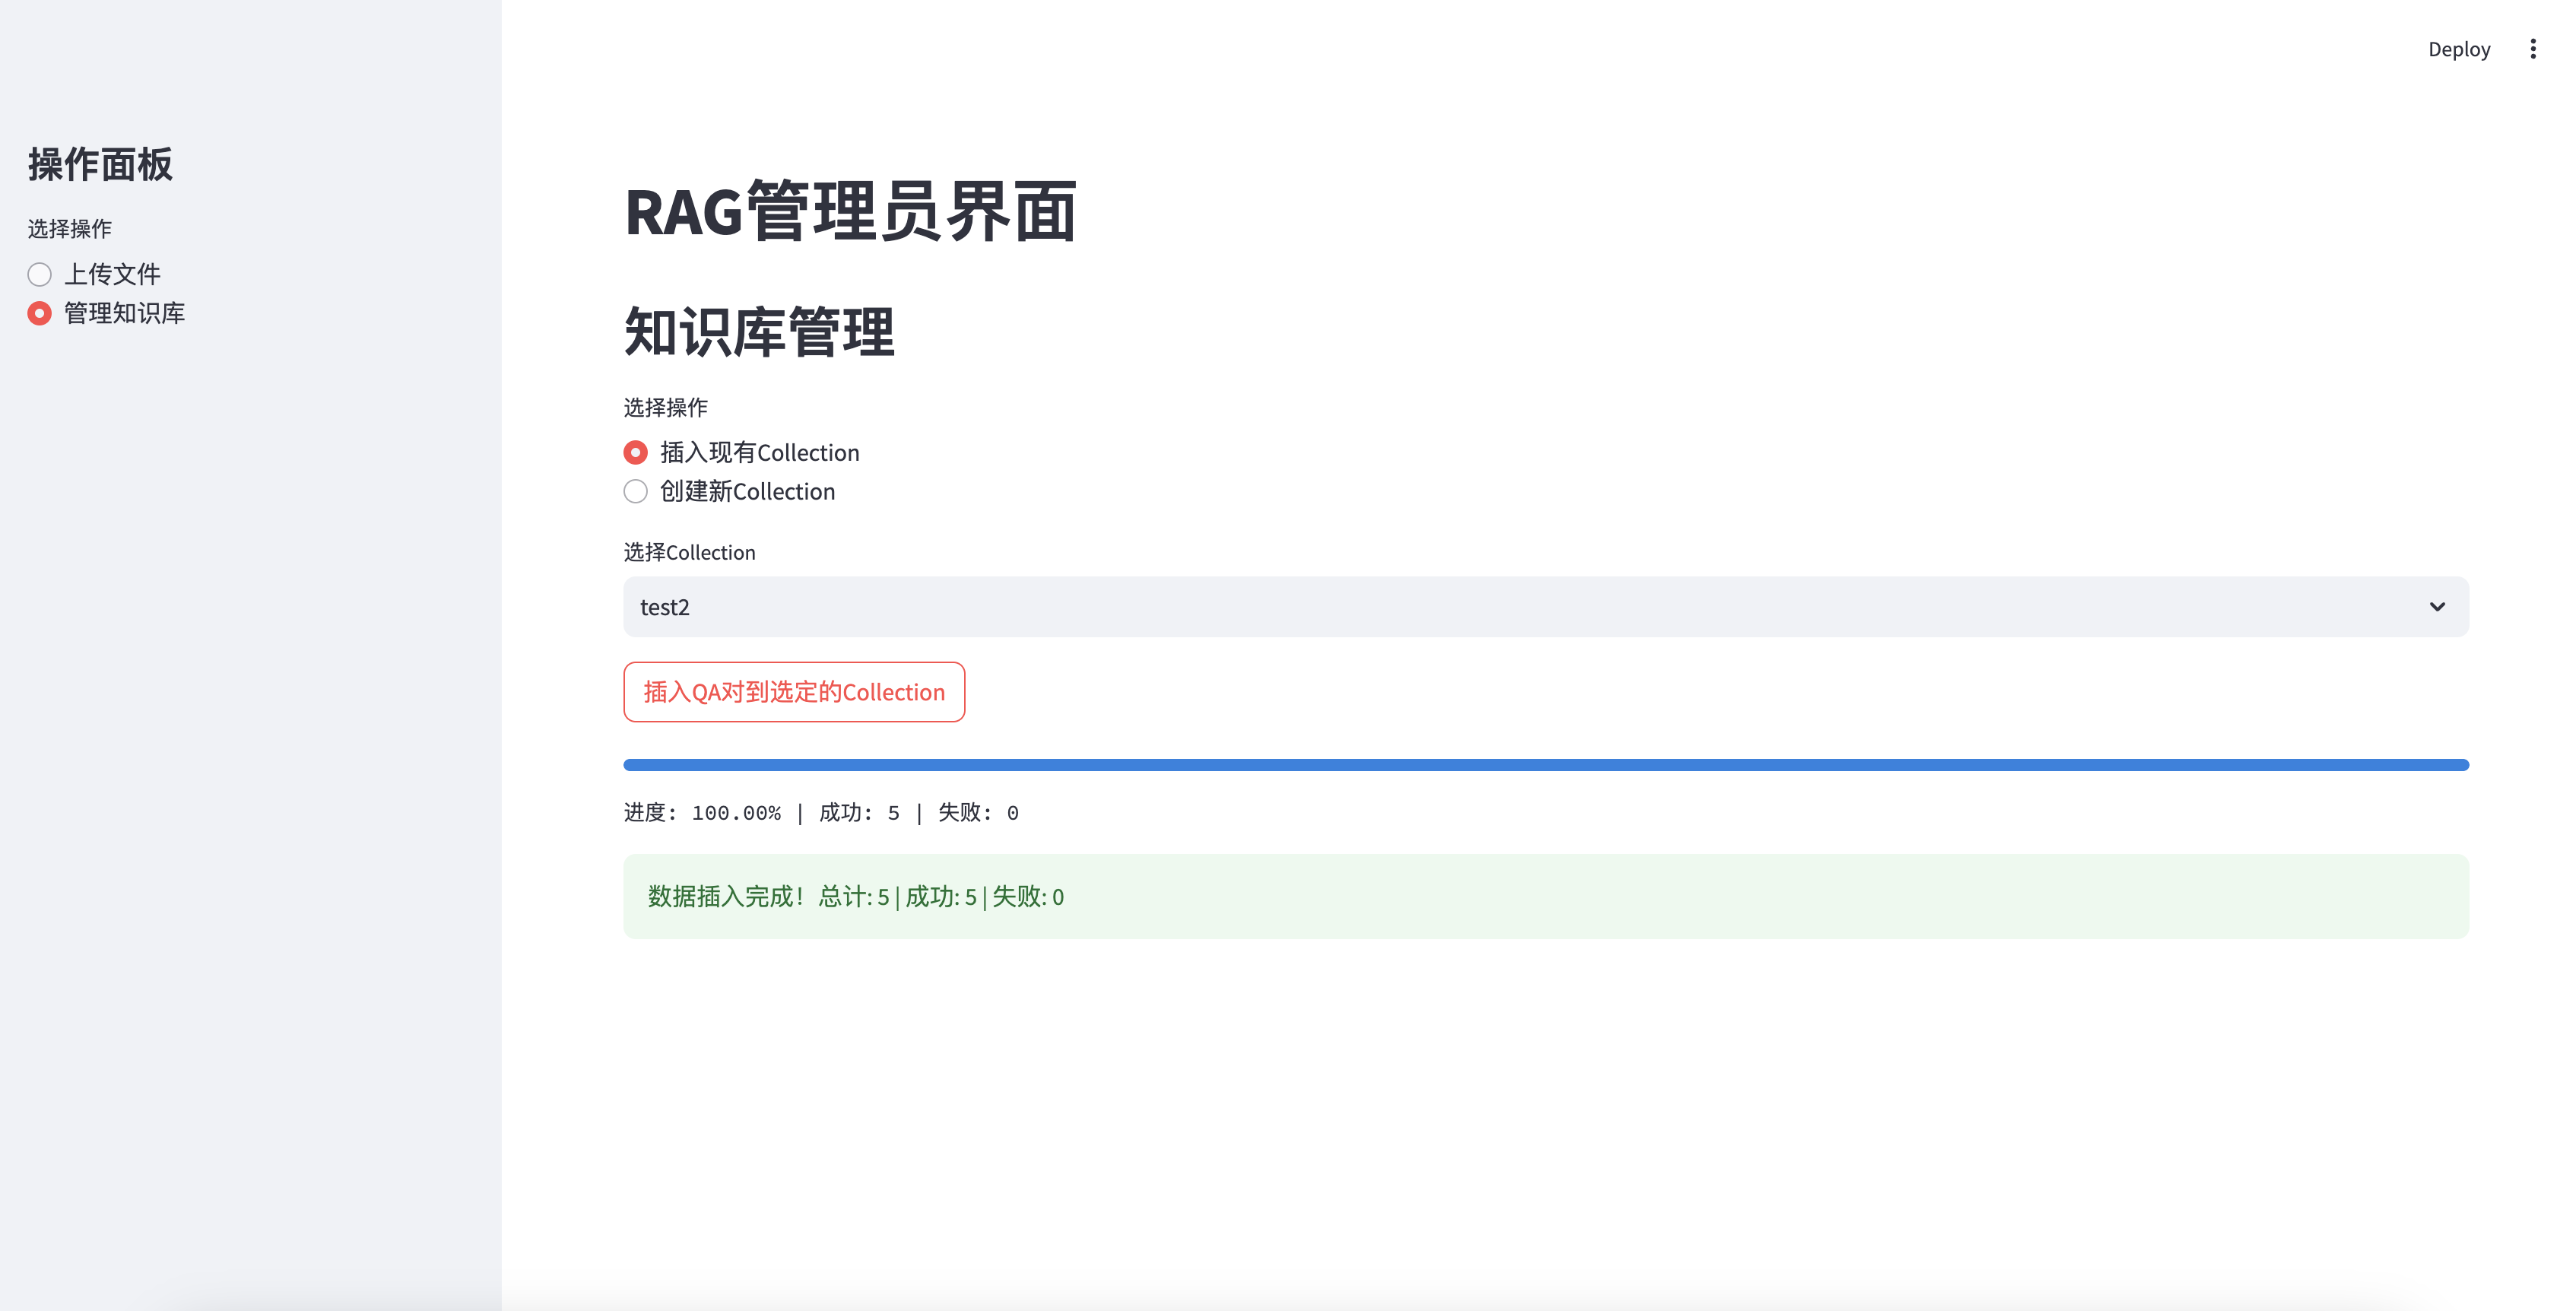 Deploy
操作面板
选择操作
上传文件
管理知识库
RAG管理员界面
知识库管理
选择操作
插入现有Collection
创建新Collection
选择Collection
test2
插入QA对到选定的Collection
进度: 100.00% | 成功: 5 | 失败: 0
数据插入完成！总计: 5 | 成功: 5 | 失败: 0